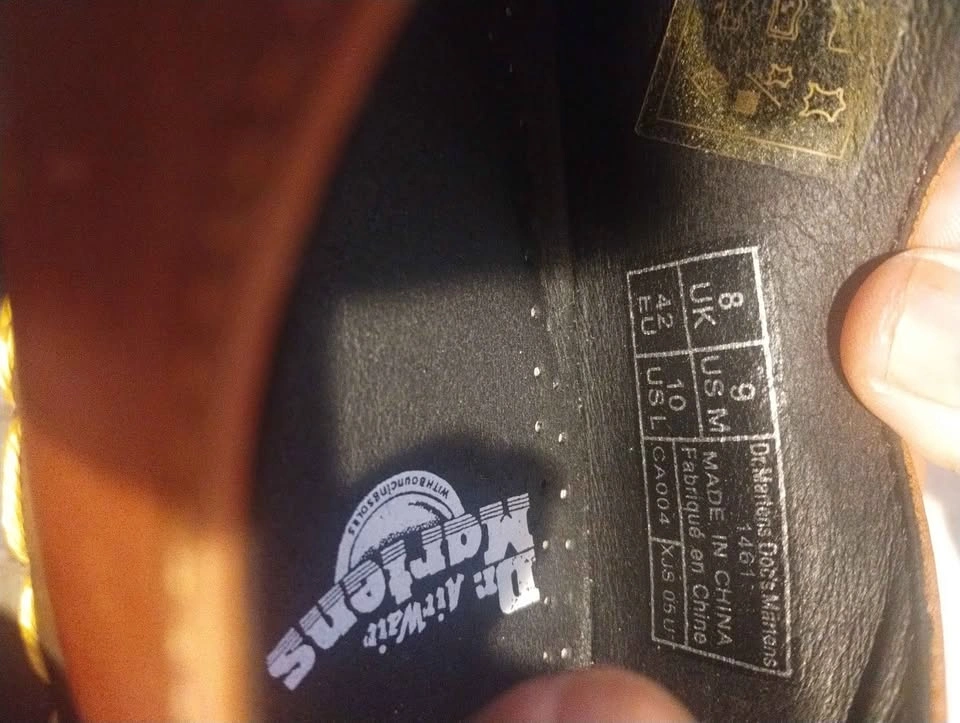 8
UK
9
US M
42
EU
10
US L
Dr.Martens Doc's Martens
1461
MADE IN CHINA
Fabriqué en Chine
CA004
XJS 05U
WITH BOUNCING SOLES
Dr.
Martens
AirWair